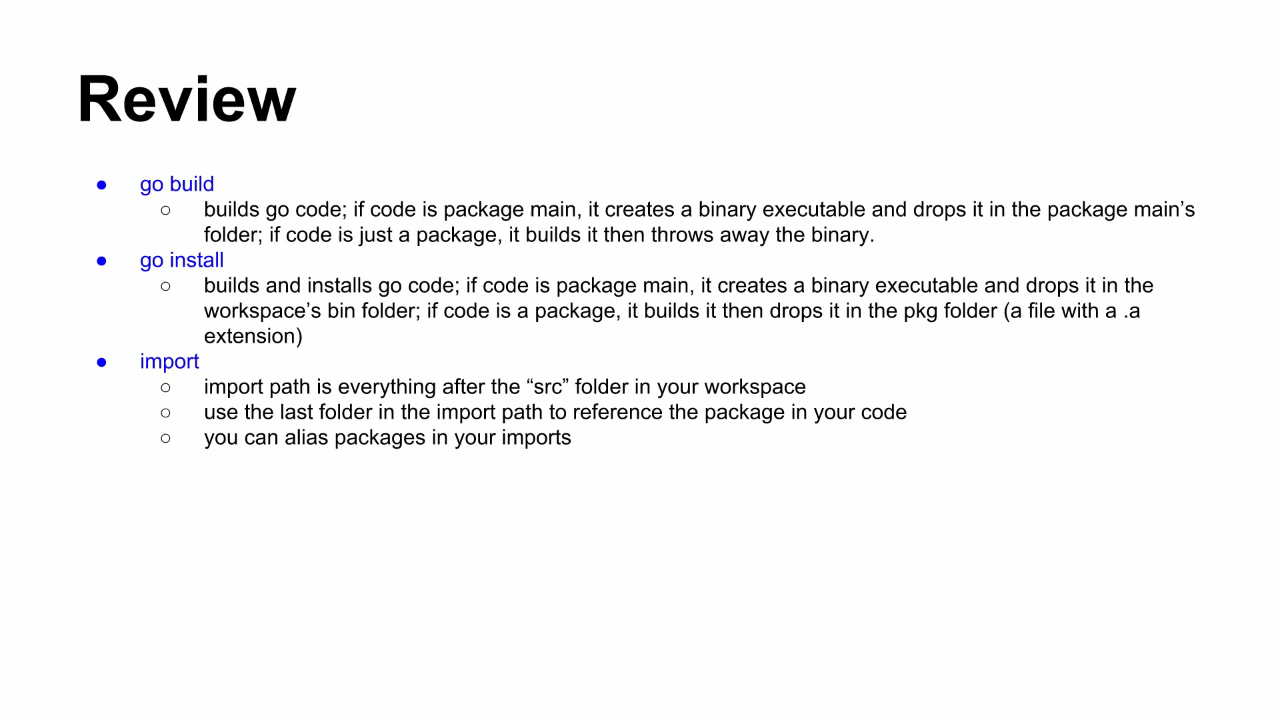 Review
● go build
○ builds go code; if code is package main, it creates a binary executable and drops it in the package main’s
folder; if code is just a package, it builds it then throws away the binary.
● go install
○ builds and installs go code; if code is package main, it creates a binary executable and drops it in the
workspace’s bin folder; if code is a package, it builds it then drops it in the pkg folder (a file with a .a
extension)
● import
○ import path is everything after the “src” folder in your workspace
○ use the last folder in the import path to reference the package in your code
○ you can alias packages in your imports